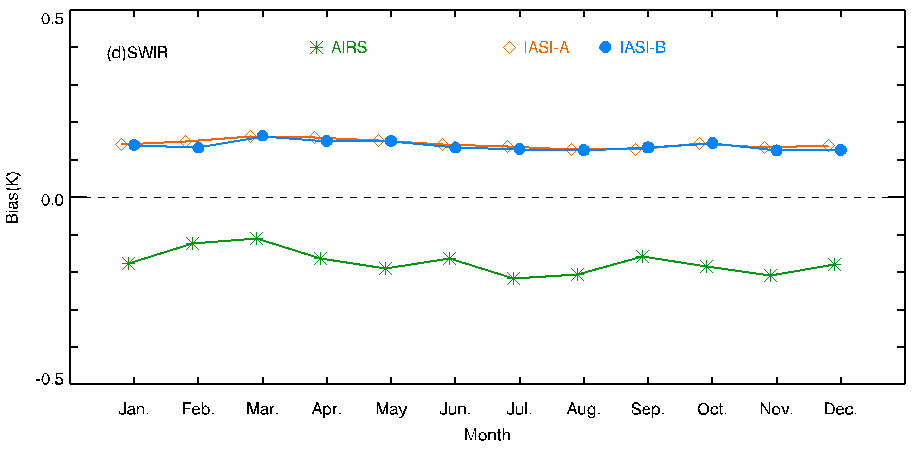 0.5
(d)SWIR
AIRS
IASI-A
IASI-B
Bias(K)
0.0
-0.5
Jan. Feb. Mar. Apr. May Jun. Jul. Aug. Sep. Oct. Nov. Dec.
Month